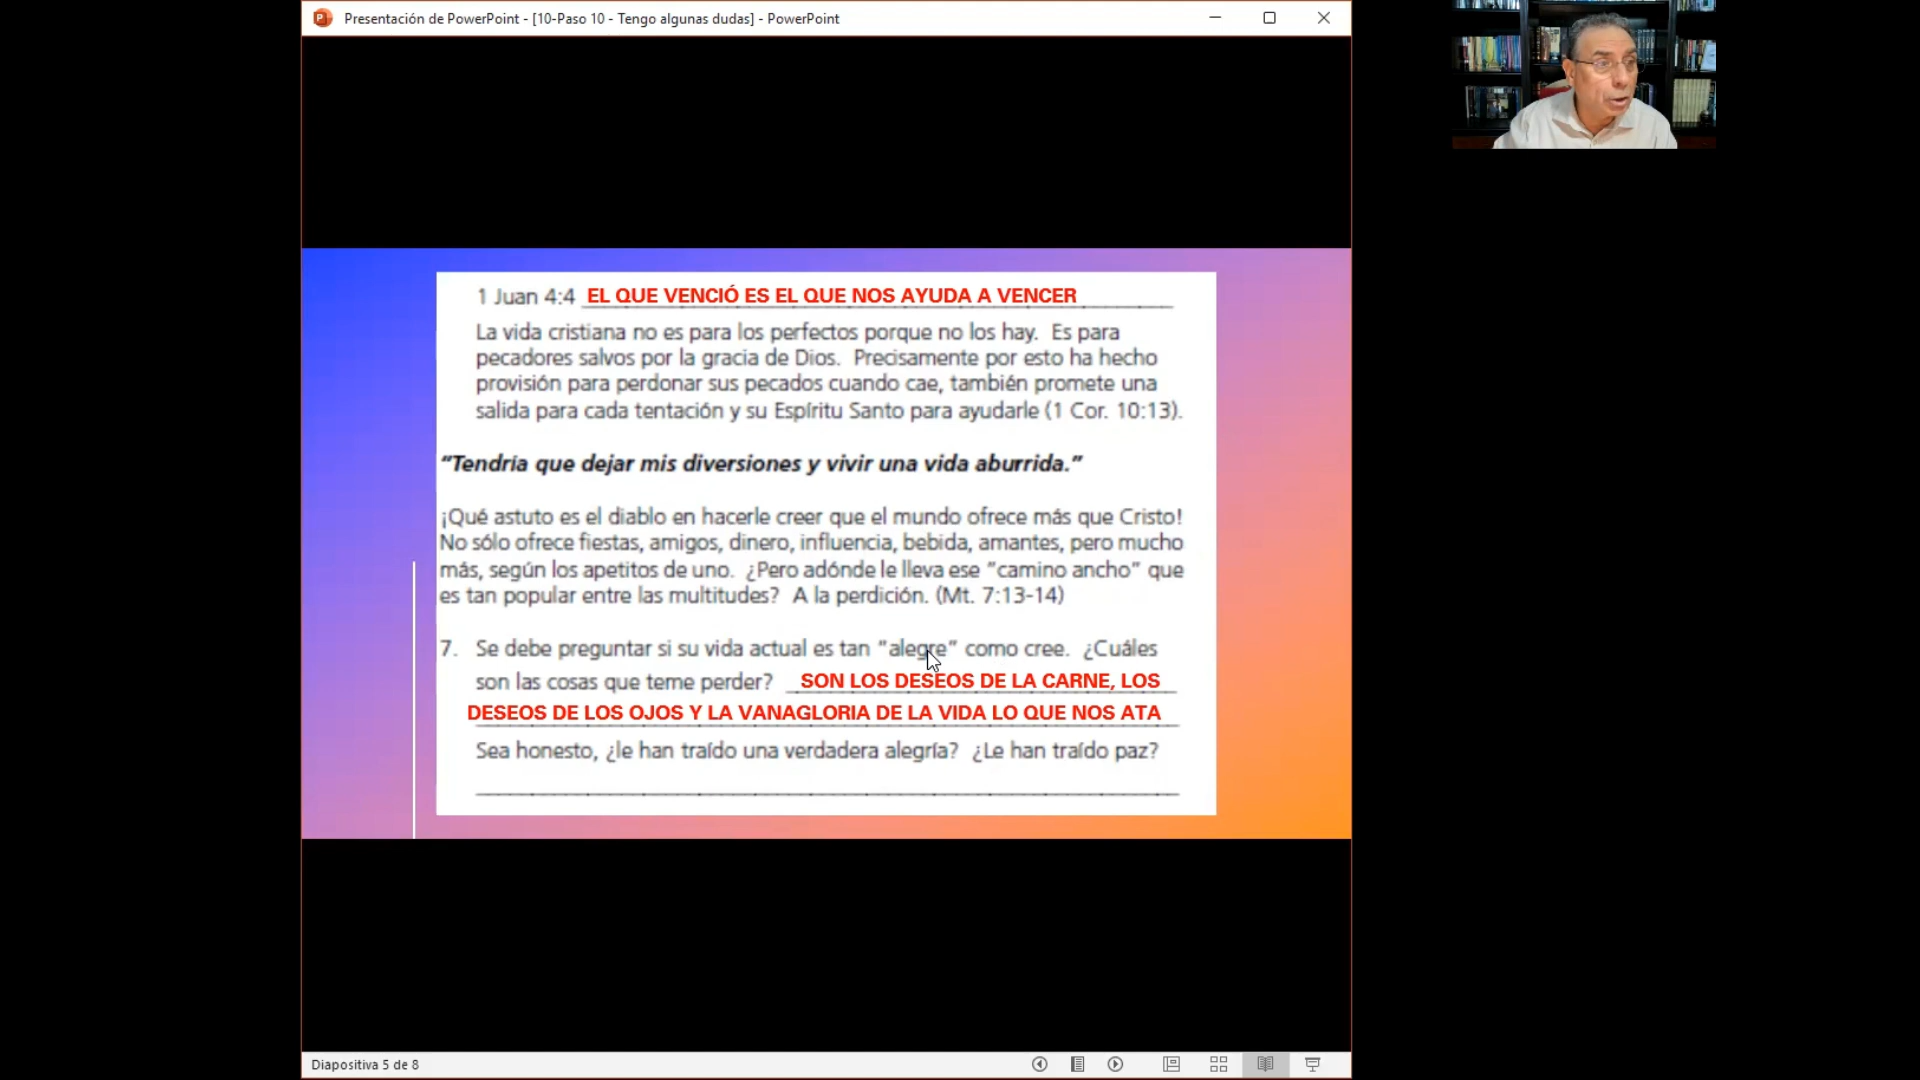 Presentación de PowerPoint - [10-Paso 10 - Tengo algunas dudas] - PowerPoint
1 Juan 4:4 EL QUE VENCIÓ ES EL QUE NOS AYUDA A VENCER
La vida cristiana no es para los perfectos porque no los hay. Es para
pecadores salvos por la gracia de Dios. Precisamente por esto ha hecho
provisión para perdonar sus pecados cuando cae, también promete una
salida para cada tentación y su Espíritu Santo para ayudarle (1 Cor. 10:13).
"Tendría que dejar mis diversiones y vivir una vida aburrida."
¡Qué astuto es el diablo en hacerle creer que el mundo ofrece más que Cristo!
No sólo ofrece fiestas, amigos, dinero, influencia, bebida, amantes, pero mucho
más, según los apetitos de uno. ¿Pero adónde le lleva ese "camino ancho" que
es tan popular entre las multitudes? A la perdición. (Mt. 7:13-14)
7. Se debe preguntar si su vida actual es tan "alegre" como cree. ¿Cuáles
son las cosas que teme perder? SON LOS DESEOS DE LA CARNE, LOS
DESEOS DE LOS OJOS Y LA VANAGLORIA DE LA VIDA LO QUE NOS ATA
Sea honesto, ¿le han traído una verdadera alegría? ¿Le han traído paz?
Diapositiva 5 de 8